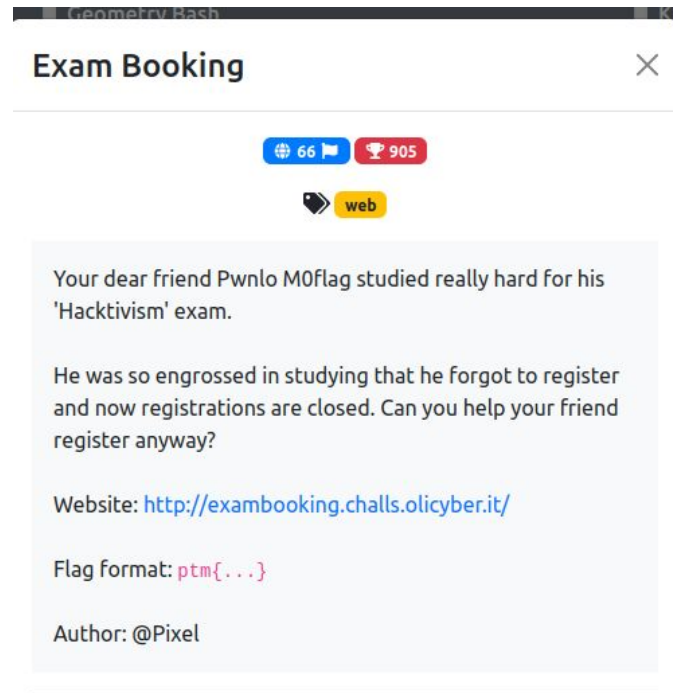 Geometry Bash
K
Exam Booking
66
905
web
Your dear friend Pwnlo M0flag studied really hard for his
'Hacktivism' exam.
He was so engrossed in studying that he forgot to register
and now registrations are closed. Can you help your friend
register anyway?
Website: http://exambooking.challs.olicyber.it/
Flag format: ptm{...}
Author: @Pixel